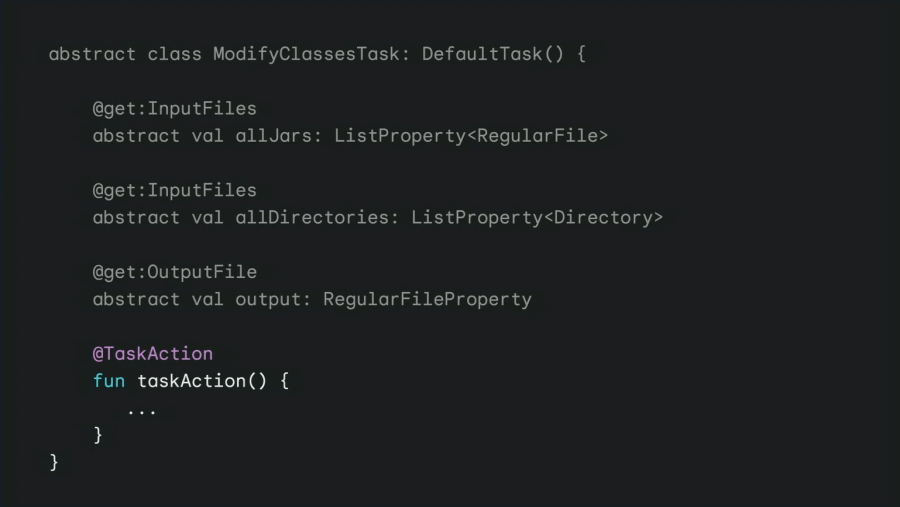 abstract class ModifyClassesTask: DefaultTask() {
@get:InputFiles
abstract val allJars: ListProperty<RegularFile>
@get:InputFiles
abstract val allDirectories: ListProperty<Directory>
@get:OutputFile
abstract val output: RegularFileProperty
@TaskAction
fun taskAction() {
...
}
}